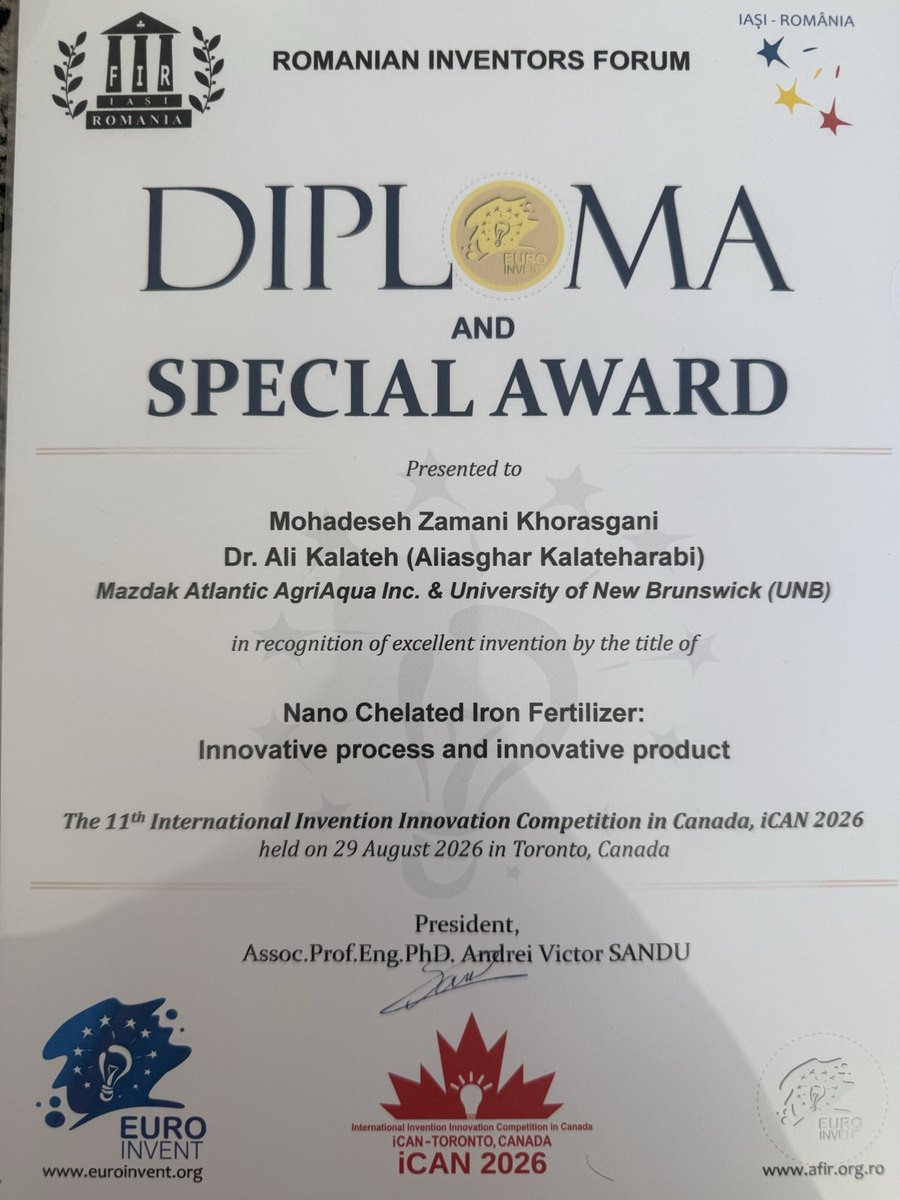 IAȘI - ROMÂNIA
FIR
IASI
ROMANIA
ROMANIAN INVENTORS FORUM
DIPLOMA
EURO
INVENT
AND
SPECIAL AWARD
Presented to
Mohadeseh Zamani Khorasgani
Dr. Ali Kalateh (Aliasghar Kalateharabi)
Mazdak Atlantic AgriAqua Inc. & University of New Brunswick (UNB)
in recognition of excellent invention by the title of
Nano Chelated Iron Fertilizer:
Innovative process and innovative product
The 11th International Invention Innovation Competition in Canada, iCAN 2026
held on 29 August 2026 in Toronto, Canada
President,
Assoc.Prof.Eng.PhD. Andrei Victor SANDU
EURO
INVENT
www.euroinvent.org
International Invention Innovation Competition in Canada
iCAN-TORONTO, CANADA
iCAN 2026
EURO
INVENT
www.afir.org.ro